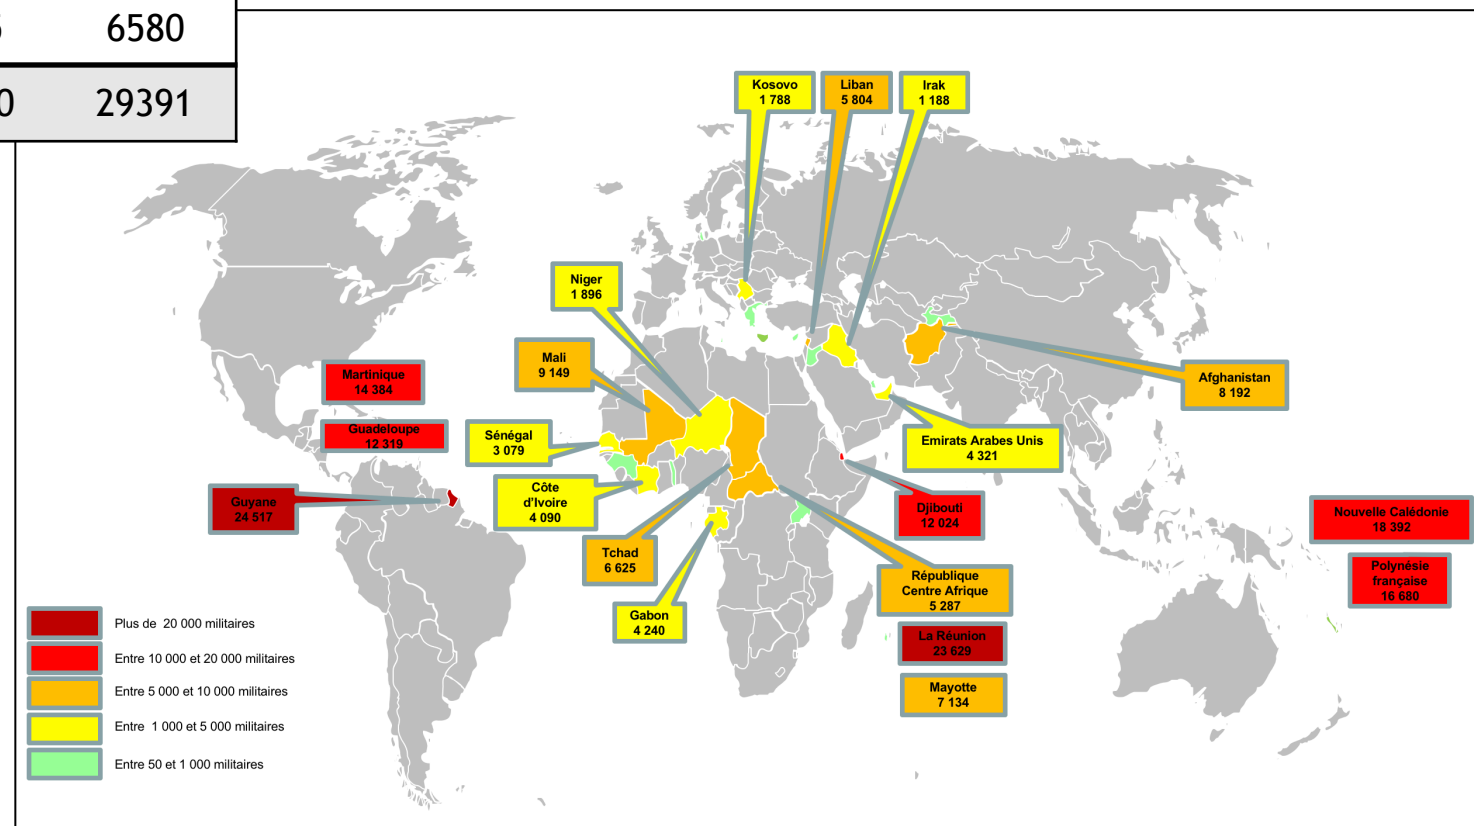 6580
0 29391
Kosovo
1 788
Liban
5 804
Irak
1 188
Niger
1 896
Mali
9 149
Martinique
14 384
Afghanistan
8 192
Guadeloupe
12 319
Sénégal
3 079
Emirats Arabes Unis
4 321
Côte
d'Ivoire
4 090
Guyane
24 517
Djibouti
12 024
Nouvelle Calédonie
18 392
Tchad
6 625
Polynésie
française
16 680
République
Centre Afrique
5 287
Gabon
4 240
La Réunion
23 629
Mayotte
7 134
Plus de 20 000 militaires
Entre 10 000 et 20 000 militaires
Entre 5 000 et 10 000 militaires
Entre 1 000 et 5 000 militaires
Entre 50 et 1 000 militaires